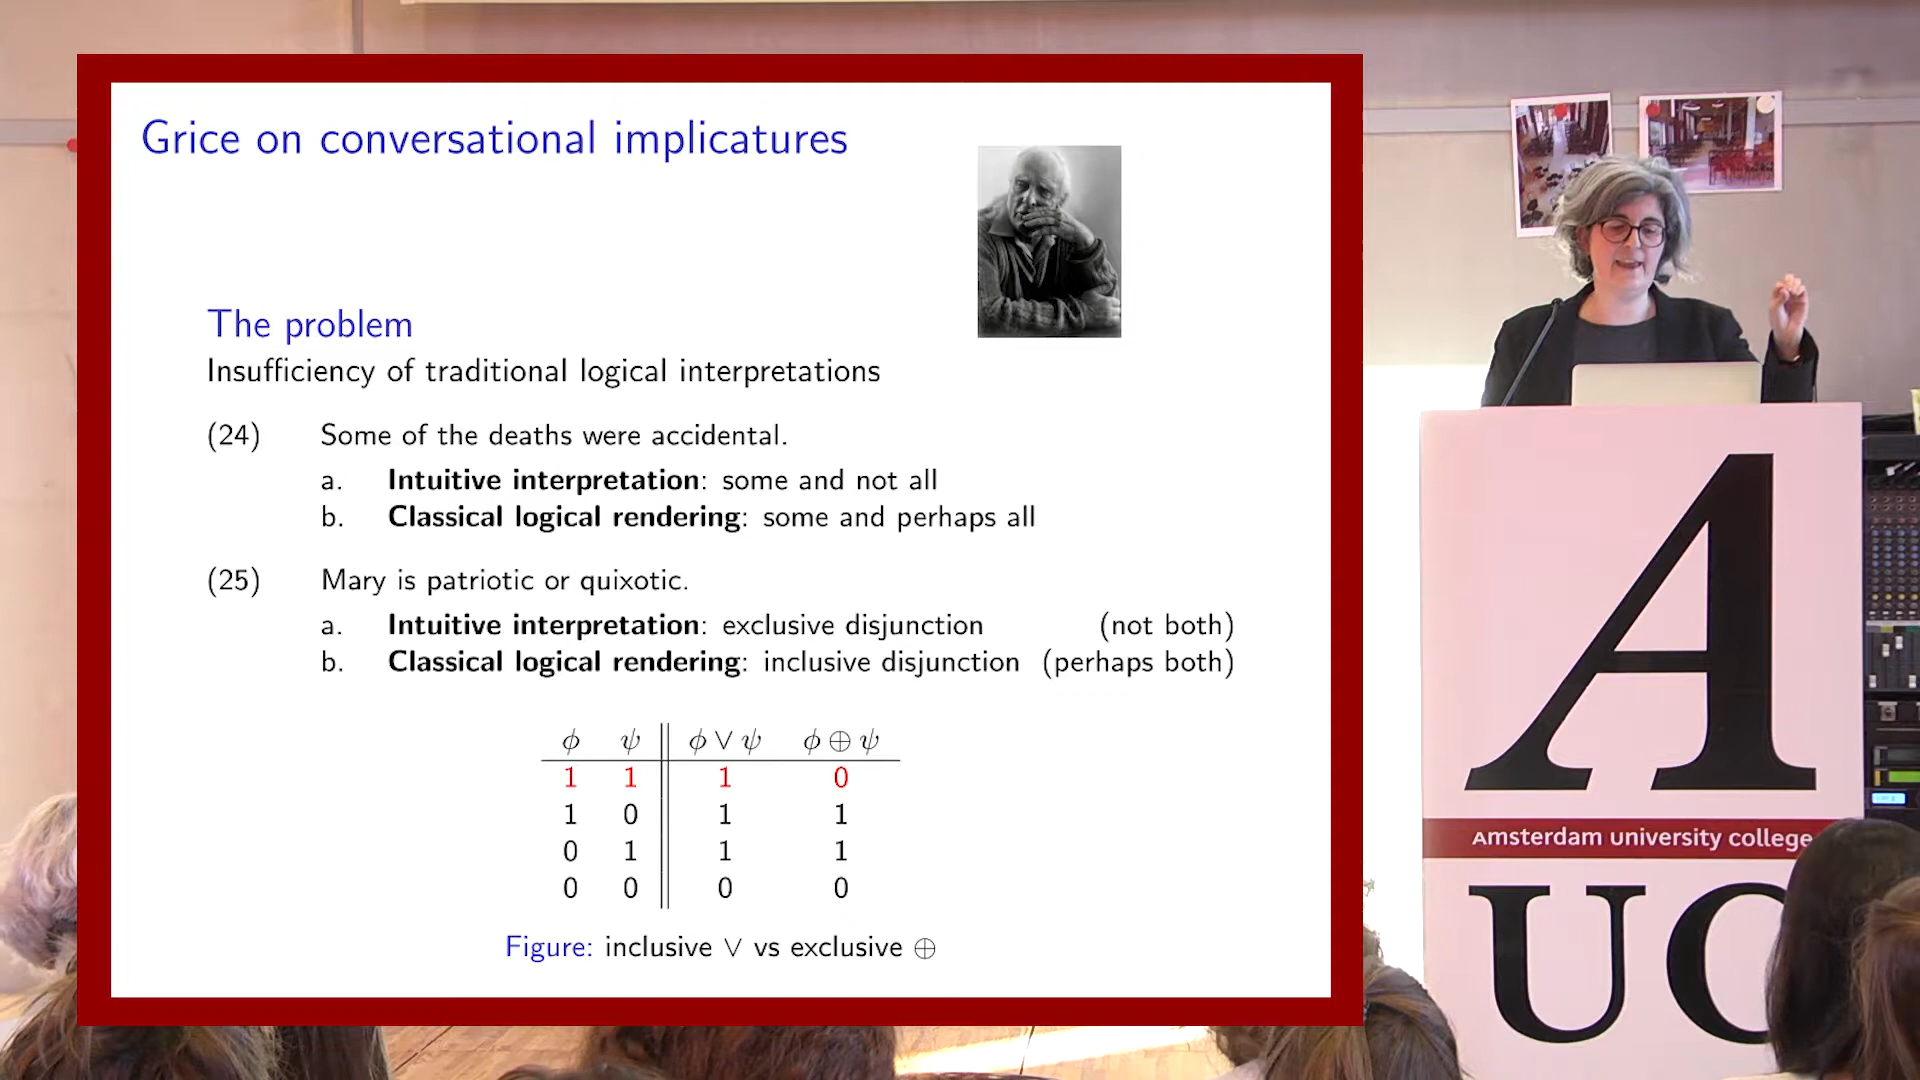 Grice on conversational implicatures
The problem
Insufficiency of traditional logical interpretations
(24) Some of the deaths were accidental.
a. Intuitive interpretation: some and not all
b. Classical logical rendering: some and perhaps all
(25) Mary is patriotic or quixotic.
a. Intuitive interpretation: exclusive disjunction (not both)
b. Classical logical rendering: inclusive disjunction (perhaps both)
ϕ ψ ϕ ∨ ψ ϕ ⊕ ψ
1 1 1 0
1 0 1 1
0 1 1 1
0 0 0 0
Figure: inclusive ∨ vs exclusive ⊕
A
Amsterdam university college
UC